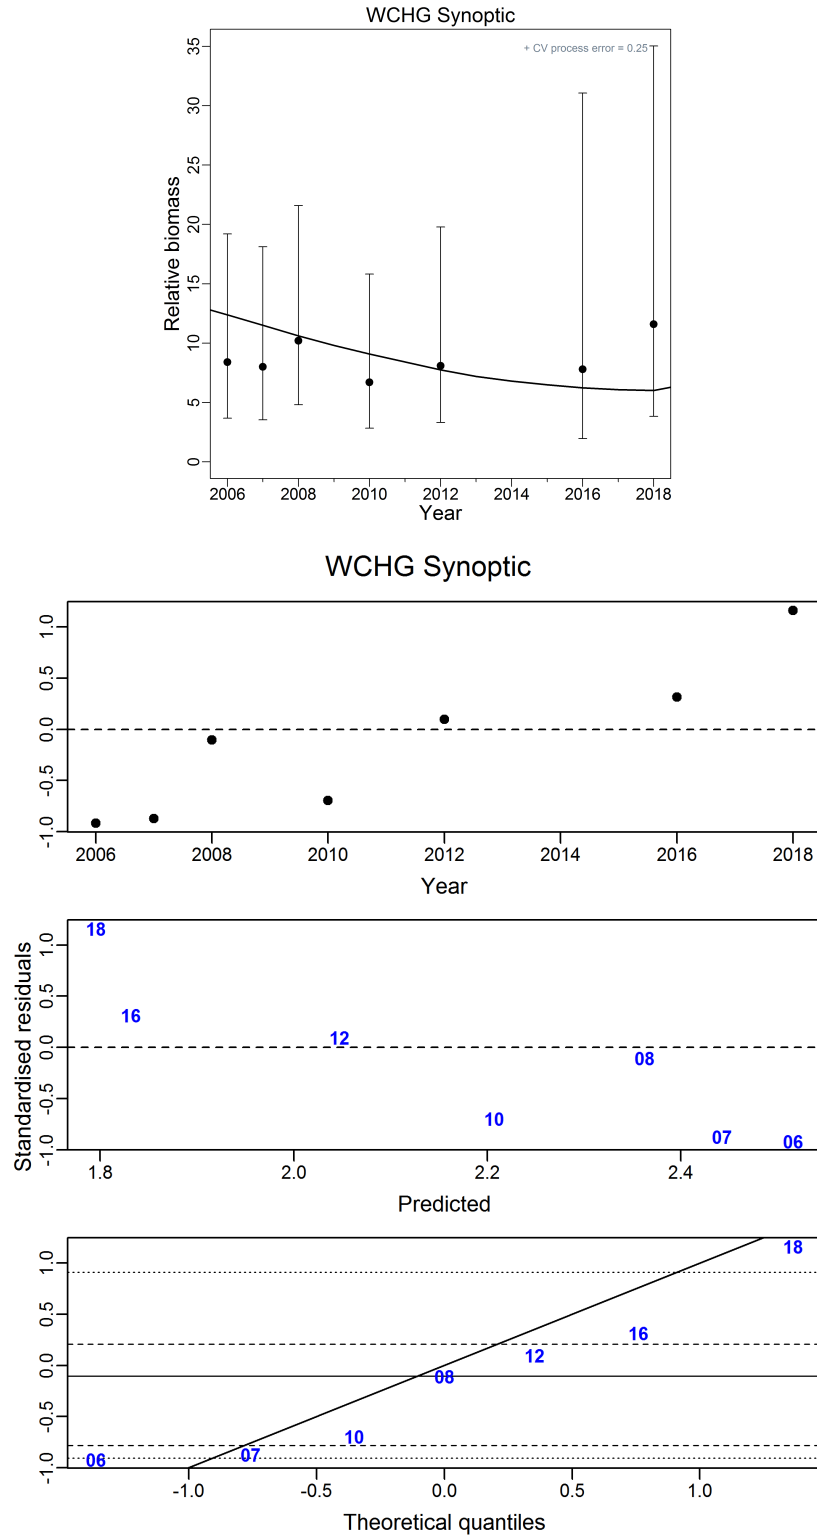 WCHG Synoptic
+ CV process error = 0.25
35
30
25
20
15
10
5
0
Relative biomass
2006 2008 2010 2012 2014 2016 2018
Year
WCHG Synoptic
1.0
0.5
0.0
-0.5
-1.0
2006 2008 2010 2012 2014 2016 2018
Year
Standardised residuals
1.0
0.5
0.0
-0.5
-1.0
18
16
12
08
10
07
06
1.8 2.0 2.2 2.4
Predicted
1.0
0.5
0.0
-0.5
-1.0
18
16
12
08
10
07
06
-1.0 -0.5 0.0 0.5 1.0
Theoretical quantiles